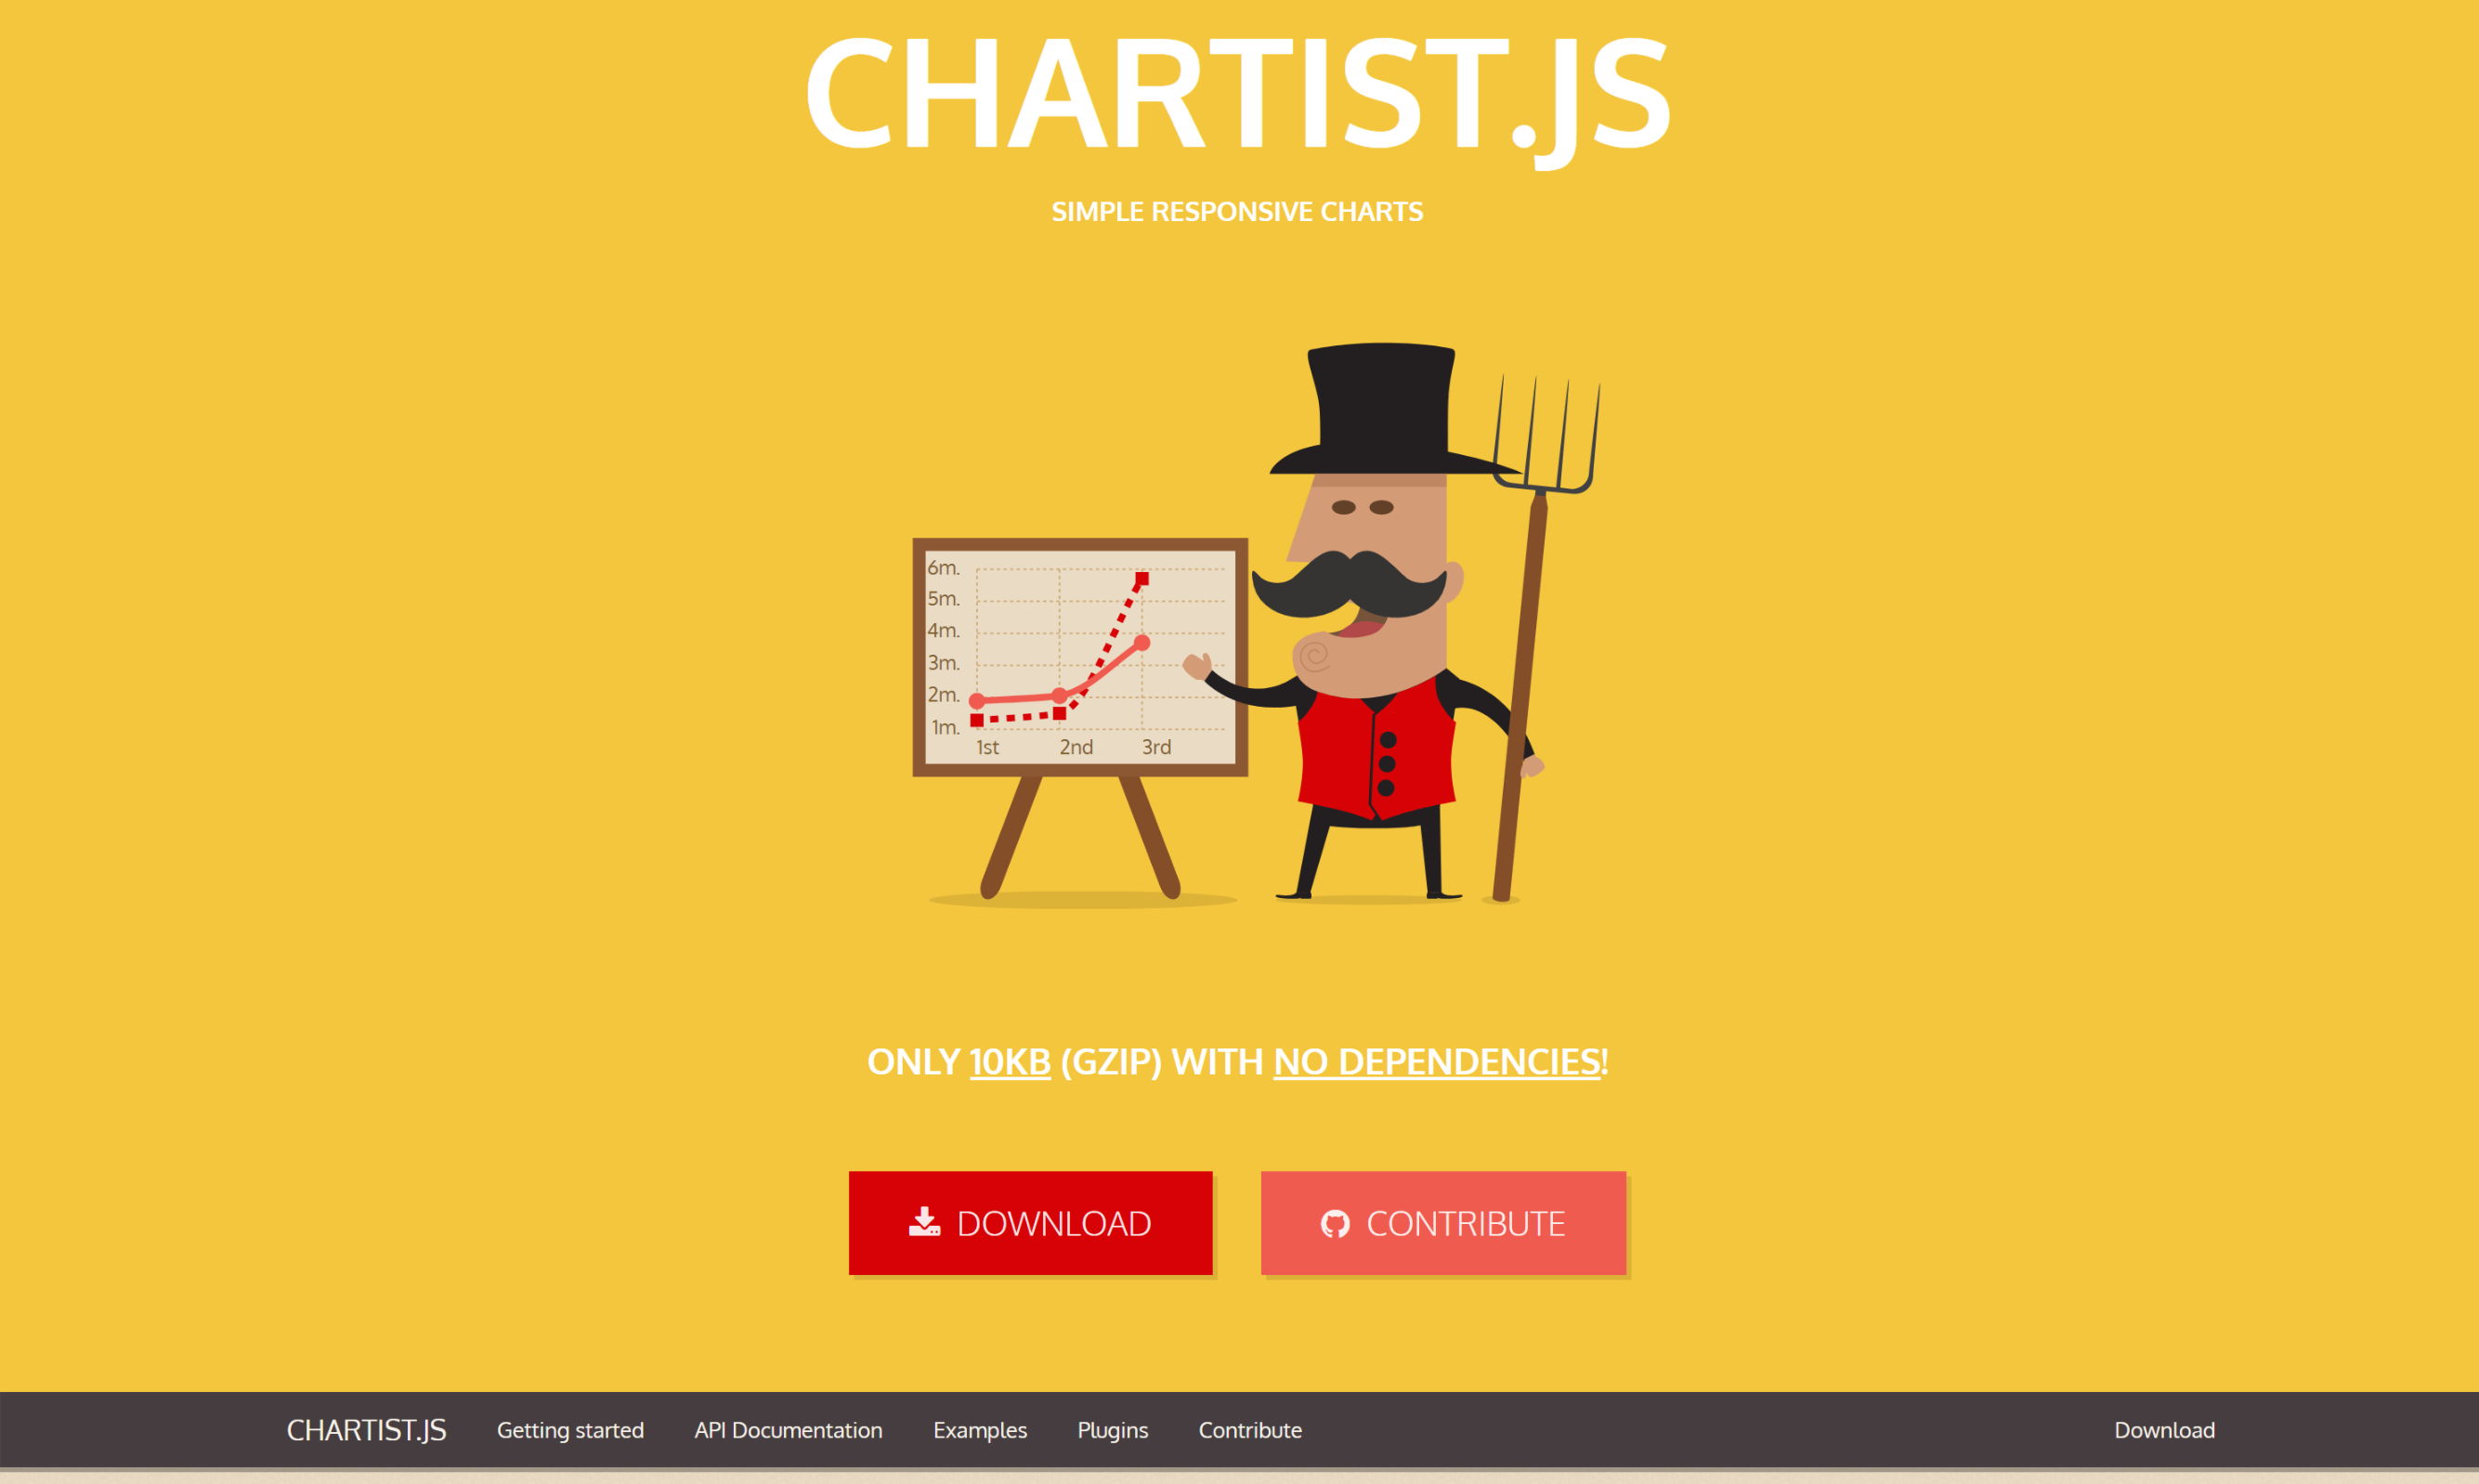 CHARTIST.JS
SIMPLE RESPONSIVE CHARTS
6m.
5m.
4m.
3m.
2m.
1m.
1st 2nd 3rd
ONLY 10KB (GZIP) WITH NO DEPENDENCIES!
DOWNLOAD CONTRIBUTE
CHARTIST.JS Getting started API Documentation Examples Plugins Contribute Download